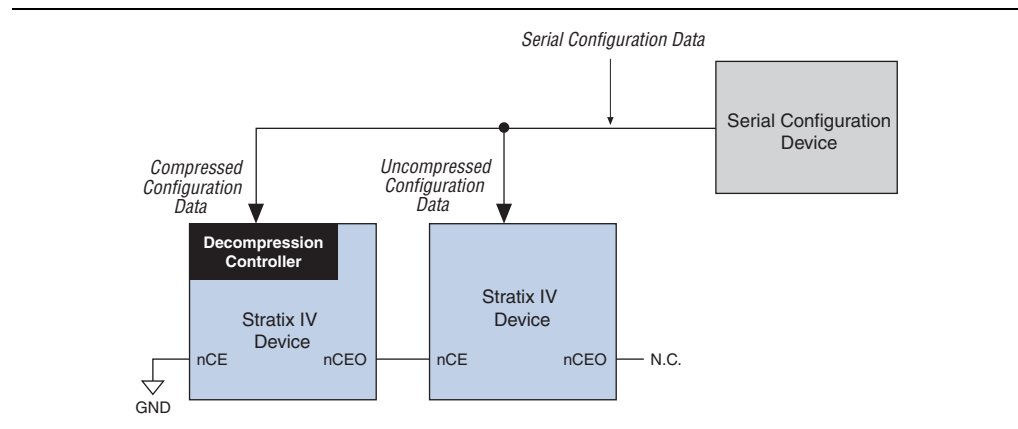 Serial Configuration Data
Serial Configuration
Device
Compressed
Configuration
Data
Uncompressed
Configuration
Data
Decompression
Controller
Stratix IV
Device
Stratix IV
Device
nCE
nCEO
nCE
nCEO
N.C.
GND